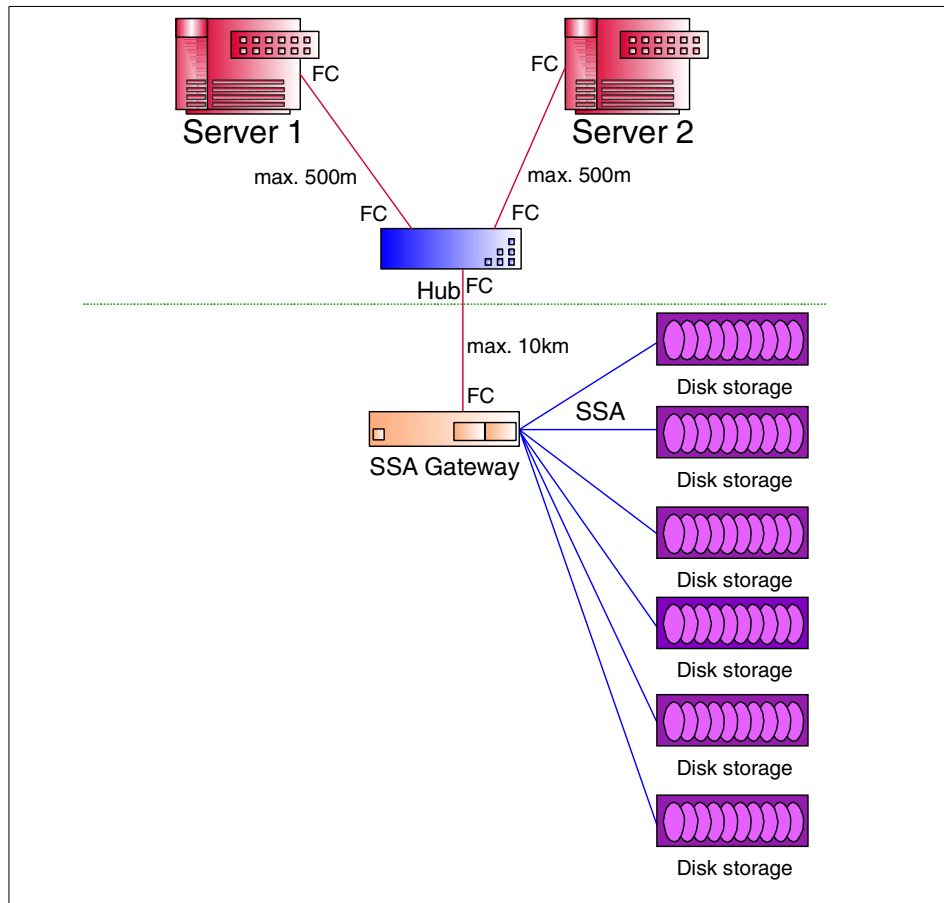 FC
FC
Server 1
Server 2
max. 500m
max. 500m
FC
FC
Hub
FC
max. 10km
FC
Disk storage
SSA
SSA Gateway
Disk storage
Disk storage
Disk storage
Disk storage
Disk storage